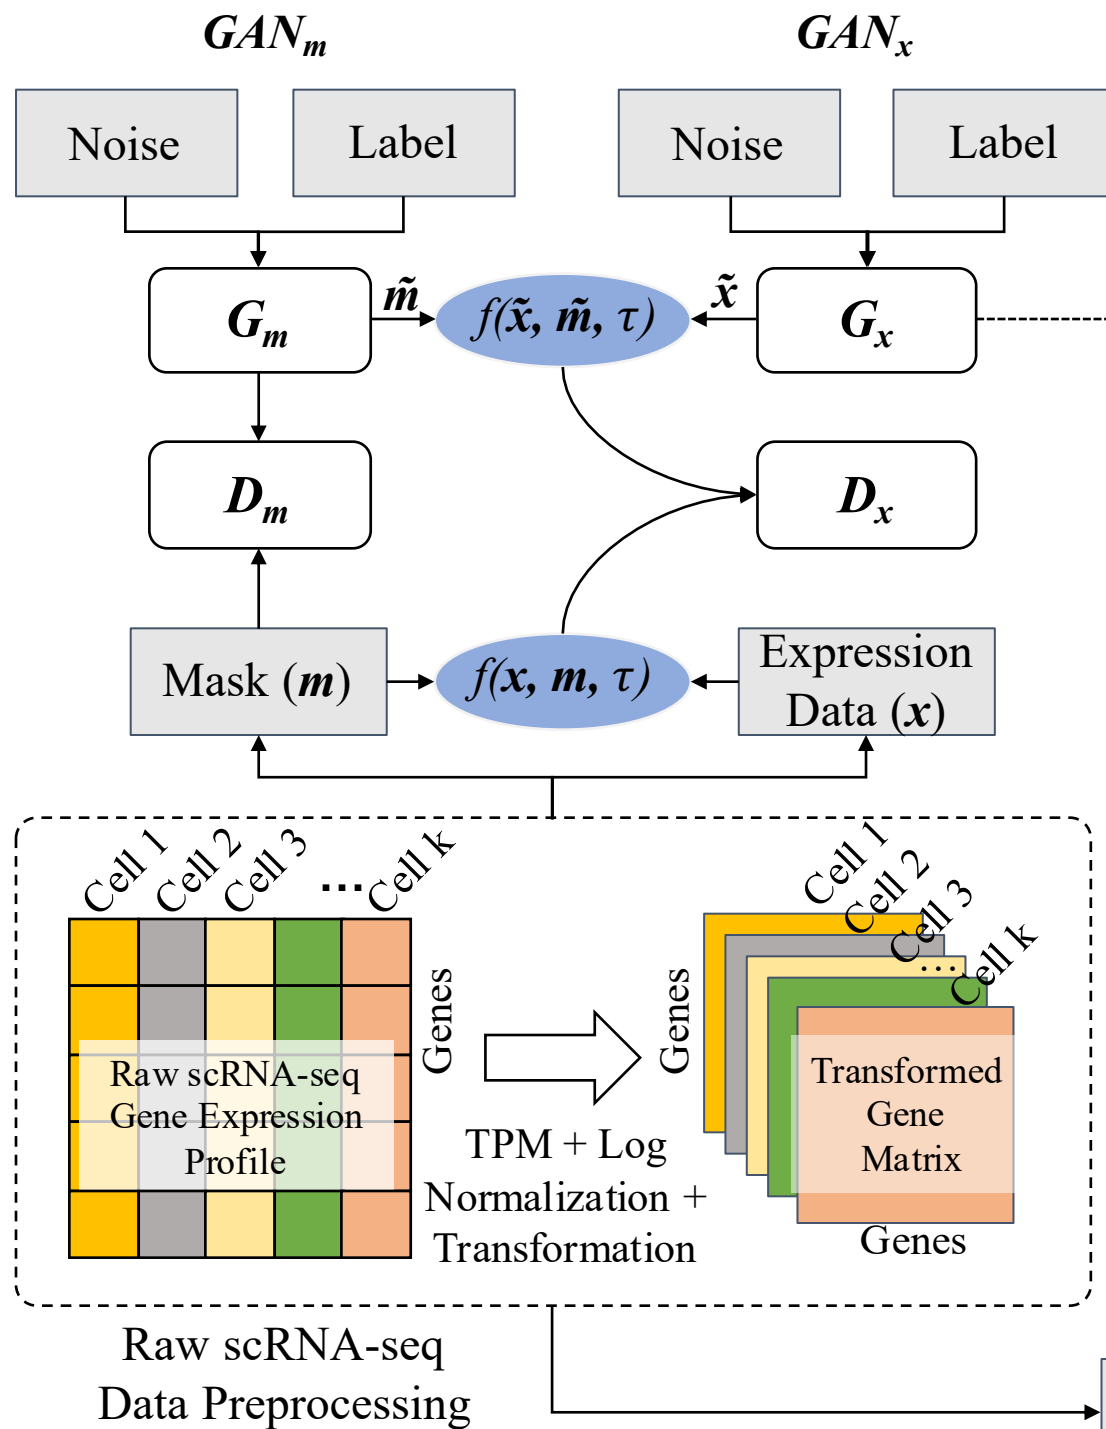 GANₘ
GANₓ
Noise
Label
Noise
Label
Gₘ
m̃
f(x̃, m̃, τ)
x̃
Gₓ
Dₘ
Dₓ
Mask (m)
f(x, m, τ)
Expression
Data (x)
Cell 1
Cell 2
Cell 3
...
Cell k
Genes
Raw scRNA-seq
Gene Expression
Profile
TPM + Log
Normalization +
Transformation
Cell 1
Cell 2
Cell 3
...
Cell k
Genes
Transformed
Gene
Matrix
Genes
Raw scRNA-seq
Data Preprocessing